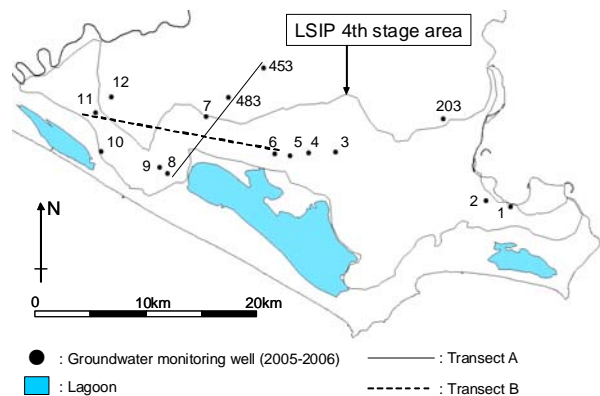 LSIP 4th stage area
453
12
483
11
7
203
10
6 5 4 3
9 8
2 1
N
0 10km 20km
: Groundwater monitoring well (2005-2006)
: Transect A
: Lagoon
: Transect B